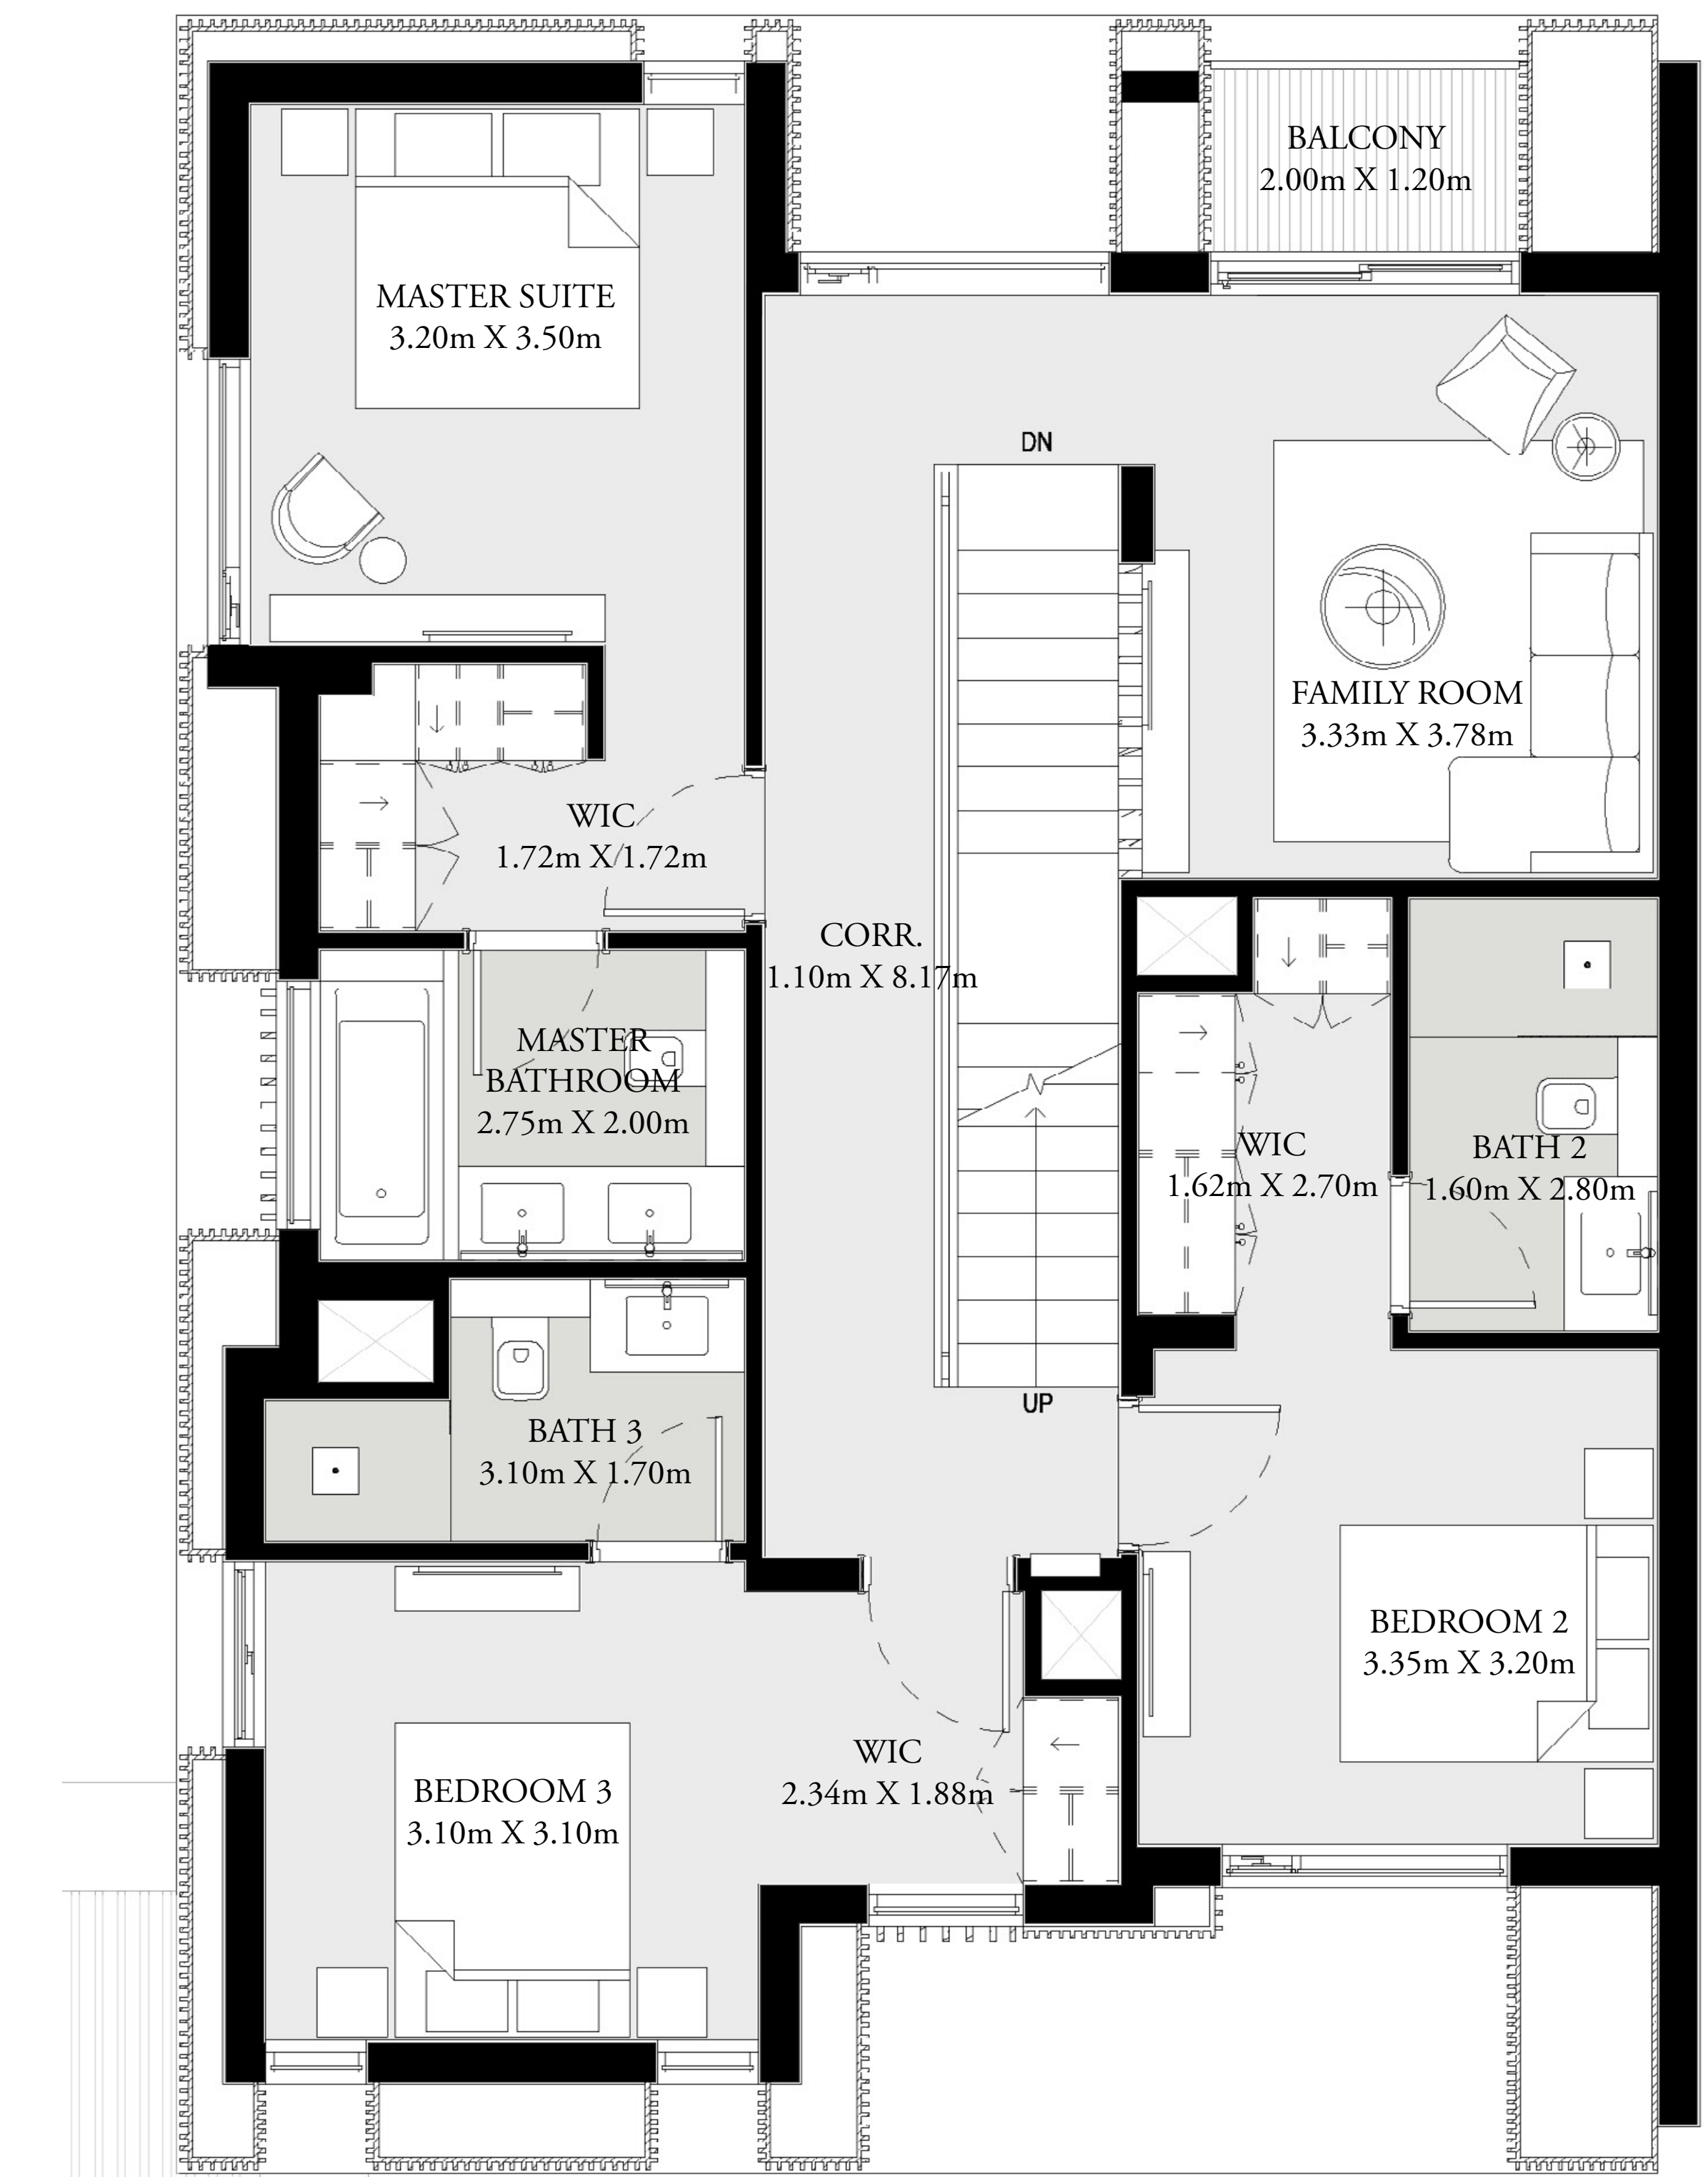 BALCONY
2.00m X 1.20m
MASTER SUITE
3.20m X 3.50m
DN
FAMILY ROOM
3.33m X 3.78m
WIC
1.72m X 1.72m
CORR.
1.10m X 8.17m
MASTER
BATHROOM
2.75m X 2.00m
WIC
1.62m X 2.70m
BATH 2
1.60m X 2.80m
UP
BATH 3
3.10m X 1.70m
BEDROOM 2
3.35m X 3.20m
WIC
2.34m X 1.88m
BEDROOM 3
3.10m X 3.10m